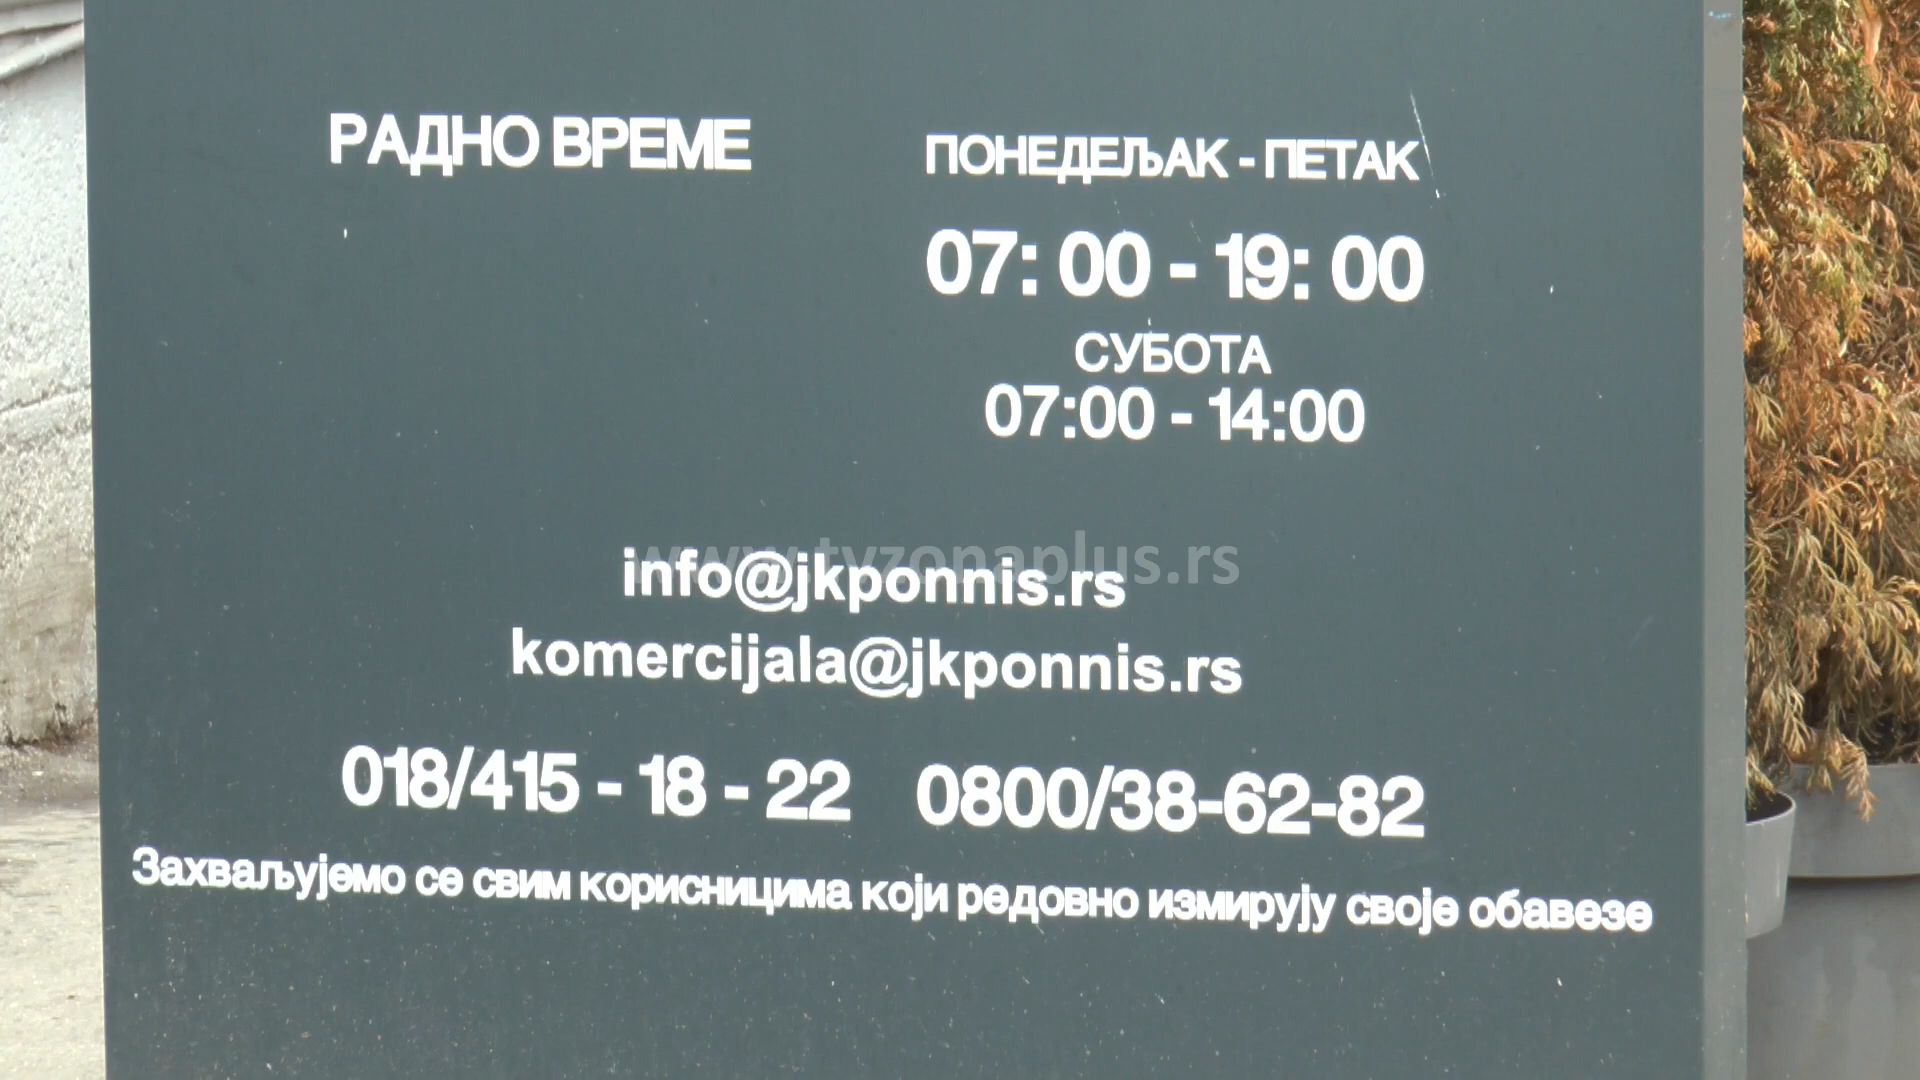 РАДНО ВРЕМЕ
ПОНЕДЕЉАК - ПЕТАК
07: 00 - 19: 00
СУБОТА
07:00 - 14:00
www.tvzonaplus.rs
info@jkponnis.rs
komercijala@jkponnis.rs
018/415 - 18 - 22 0800/38-62-82
Захваљујемо се свим корисницима који редовно измирују своје обавезе